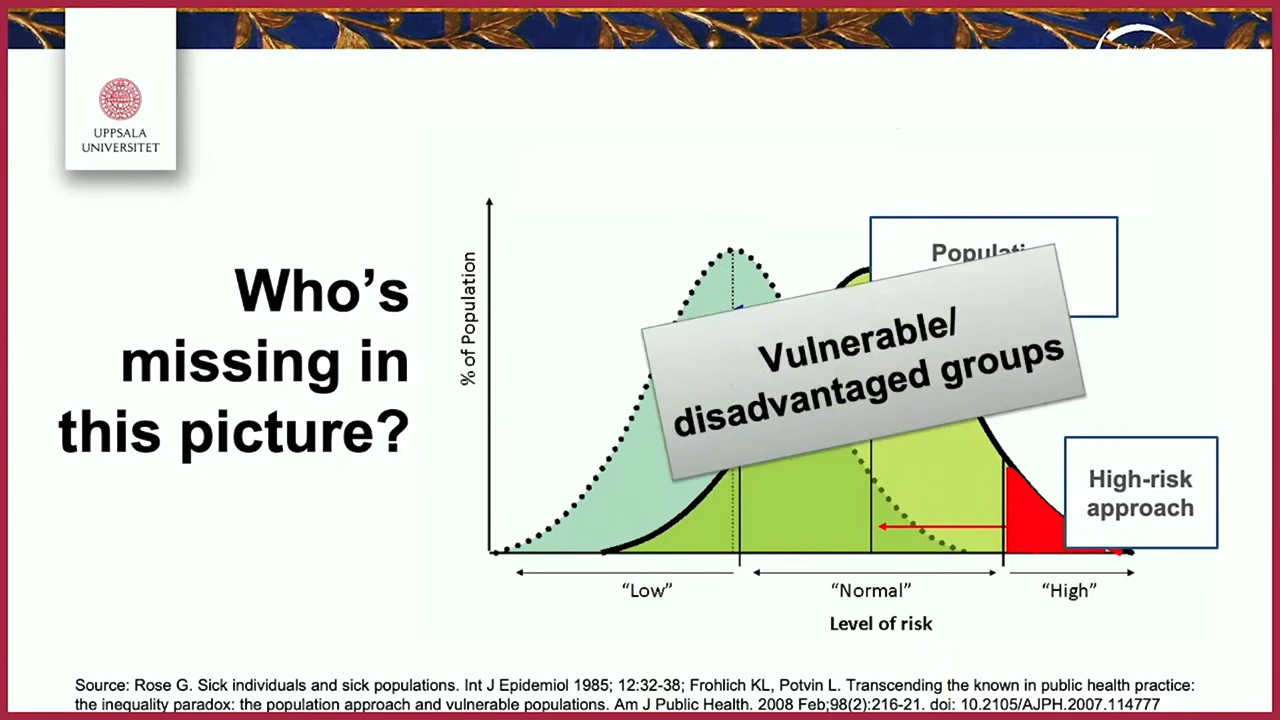 UPPSALA
UNIVERSITET
Who’s
missing in
this picture?
% of Population
Vulnerable/
disadvantaged groups
High-risk
approach
“Low”
“Normal”
“High”
Level of risk
Source: Rose G. Sick individuals and sick populations. Int J Epidemiol 1985; 12:32-38; Frohlich KL, Potvin L. Transcending the known in public health practice:
the inequality paradox: the population approach and vulnerable populations. Am J Public Health. 2008 Feb;98(2):216-21. doi: 10.2105/AJPH.2007.114777